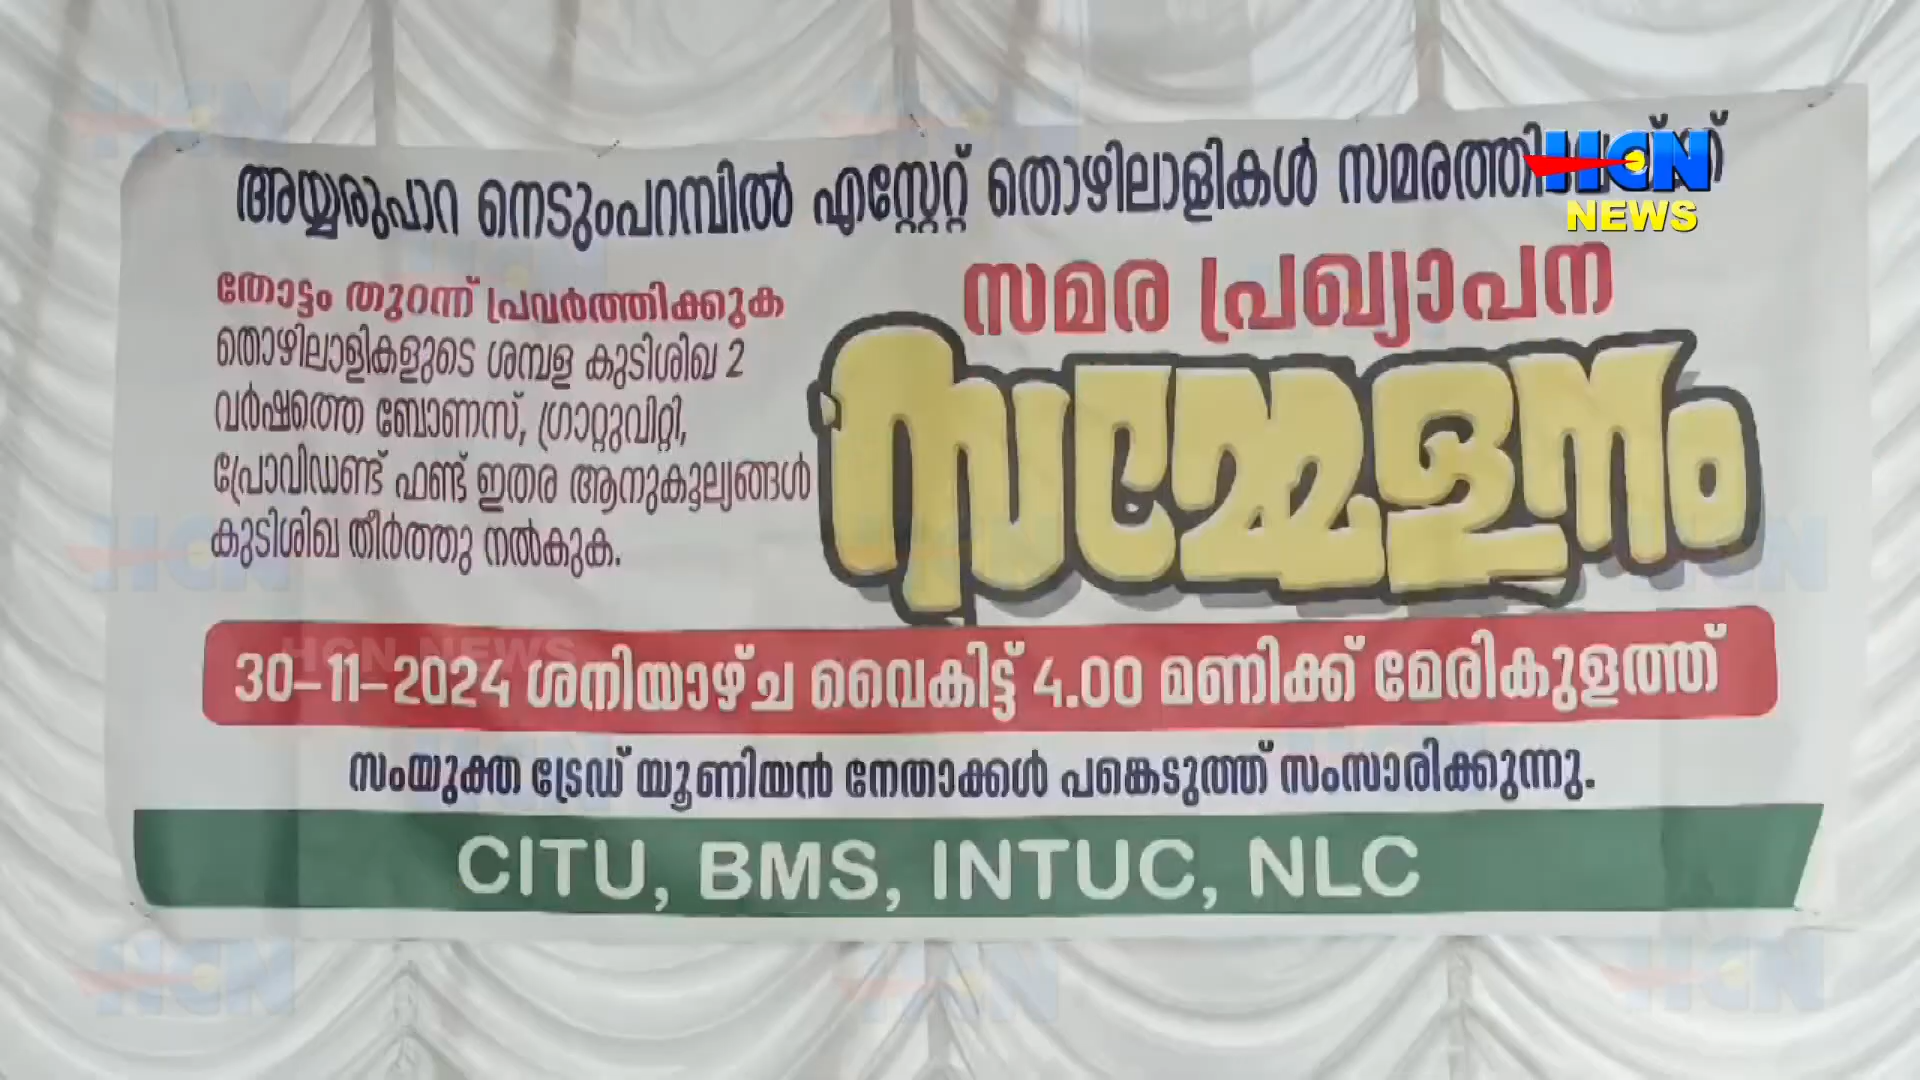 അയ്യരുപാറ നെടുംപറമ്പിൽ എസ്റ്റേറ്റ് തൊഴിലാളികൾ
HCN
NEWS
തോട്ടം തുറന്ന് പ്രവർത്തിക്കുക
തൊഴിലാളികളുടെ ശമ്പള കുടിശിഖ 2
വർഷത്തെ ബോണസ്, ഗ്രാറ്റുവിറ്റി,
പ്രോവിഡണ്ട് ഫണ്ട് ഇതര ആനുകൂല്യങ്ങൾ
കുടിശിഖ തീർത്തു നൽകുക.
സമര പ്രഖ്യാപന
സമ്മേളനം
30-11-2024 ശനിയാഴ്ച വൈകിട്ട് 4.00 മണിക്ക് മേരികുളത്ത്
സംയുക്ത ട്രേഡ് യൂണിയൻ നേതാക്കൾ പങ്കെടുത്ത് സംസാരിക്കുന്നു.
CITU, BMS, INTUC, NLC
HCN NEWS